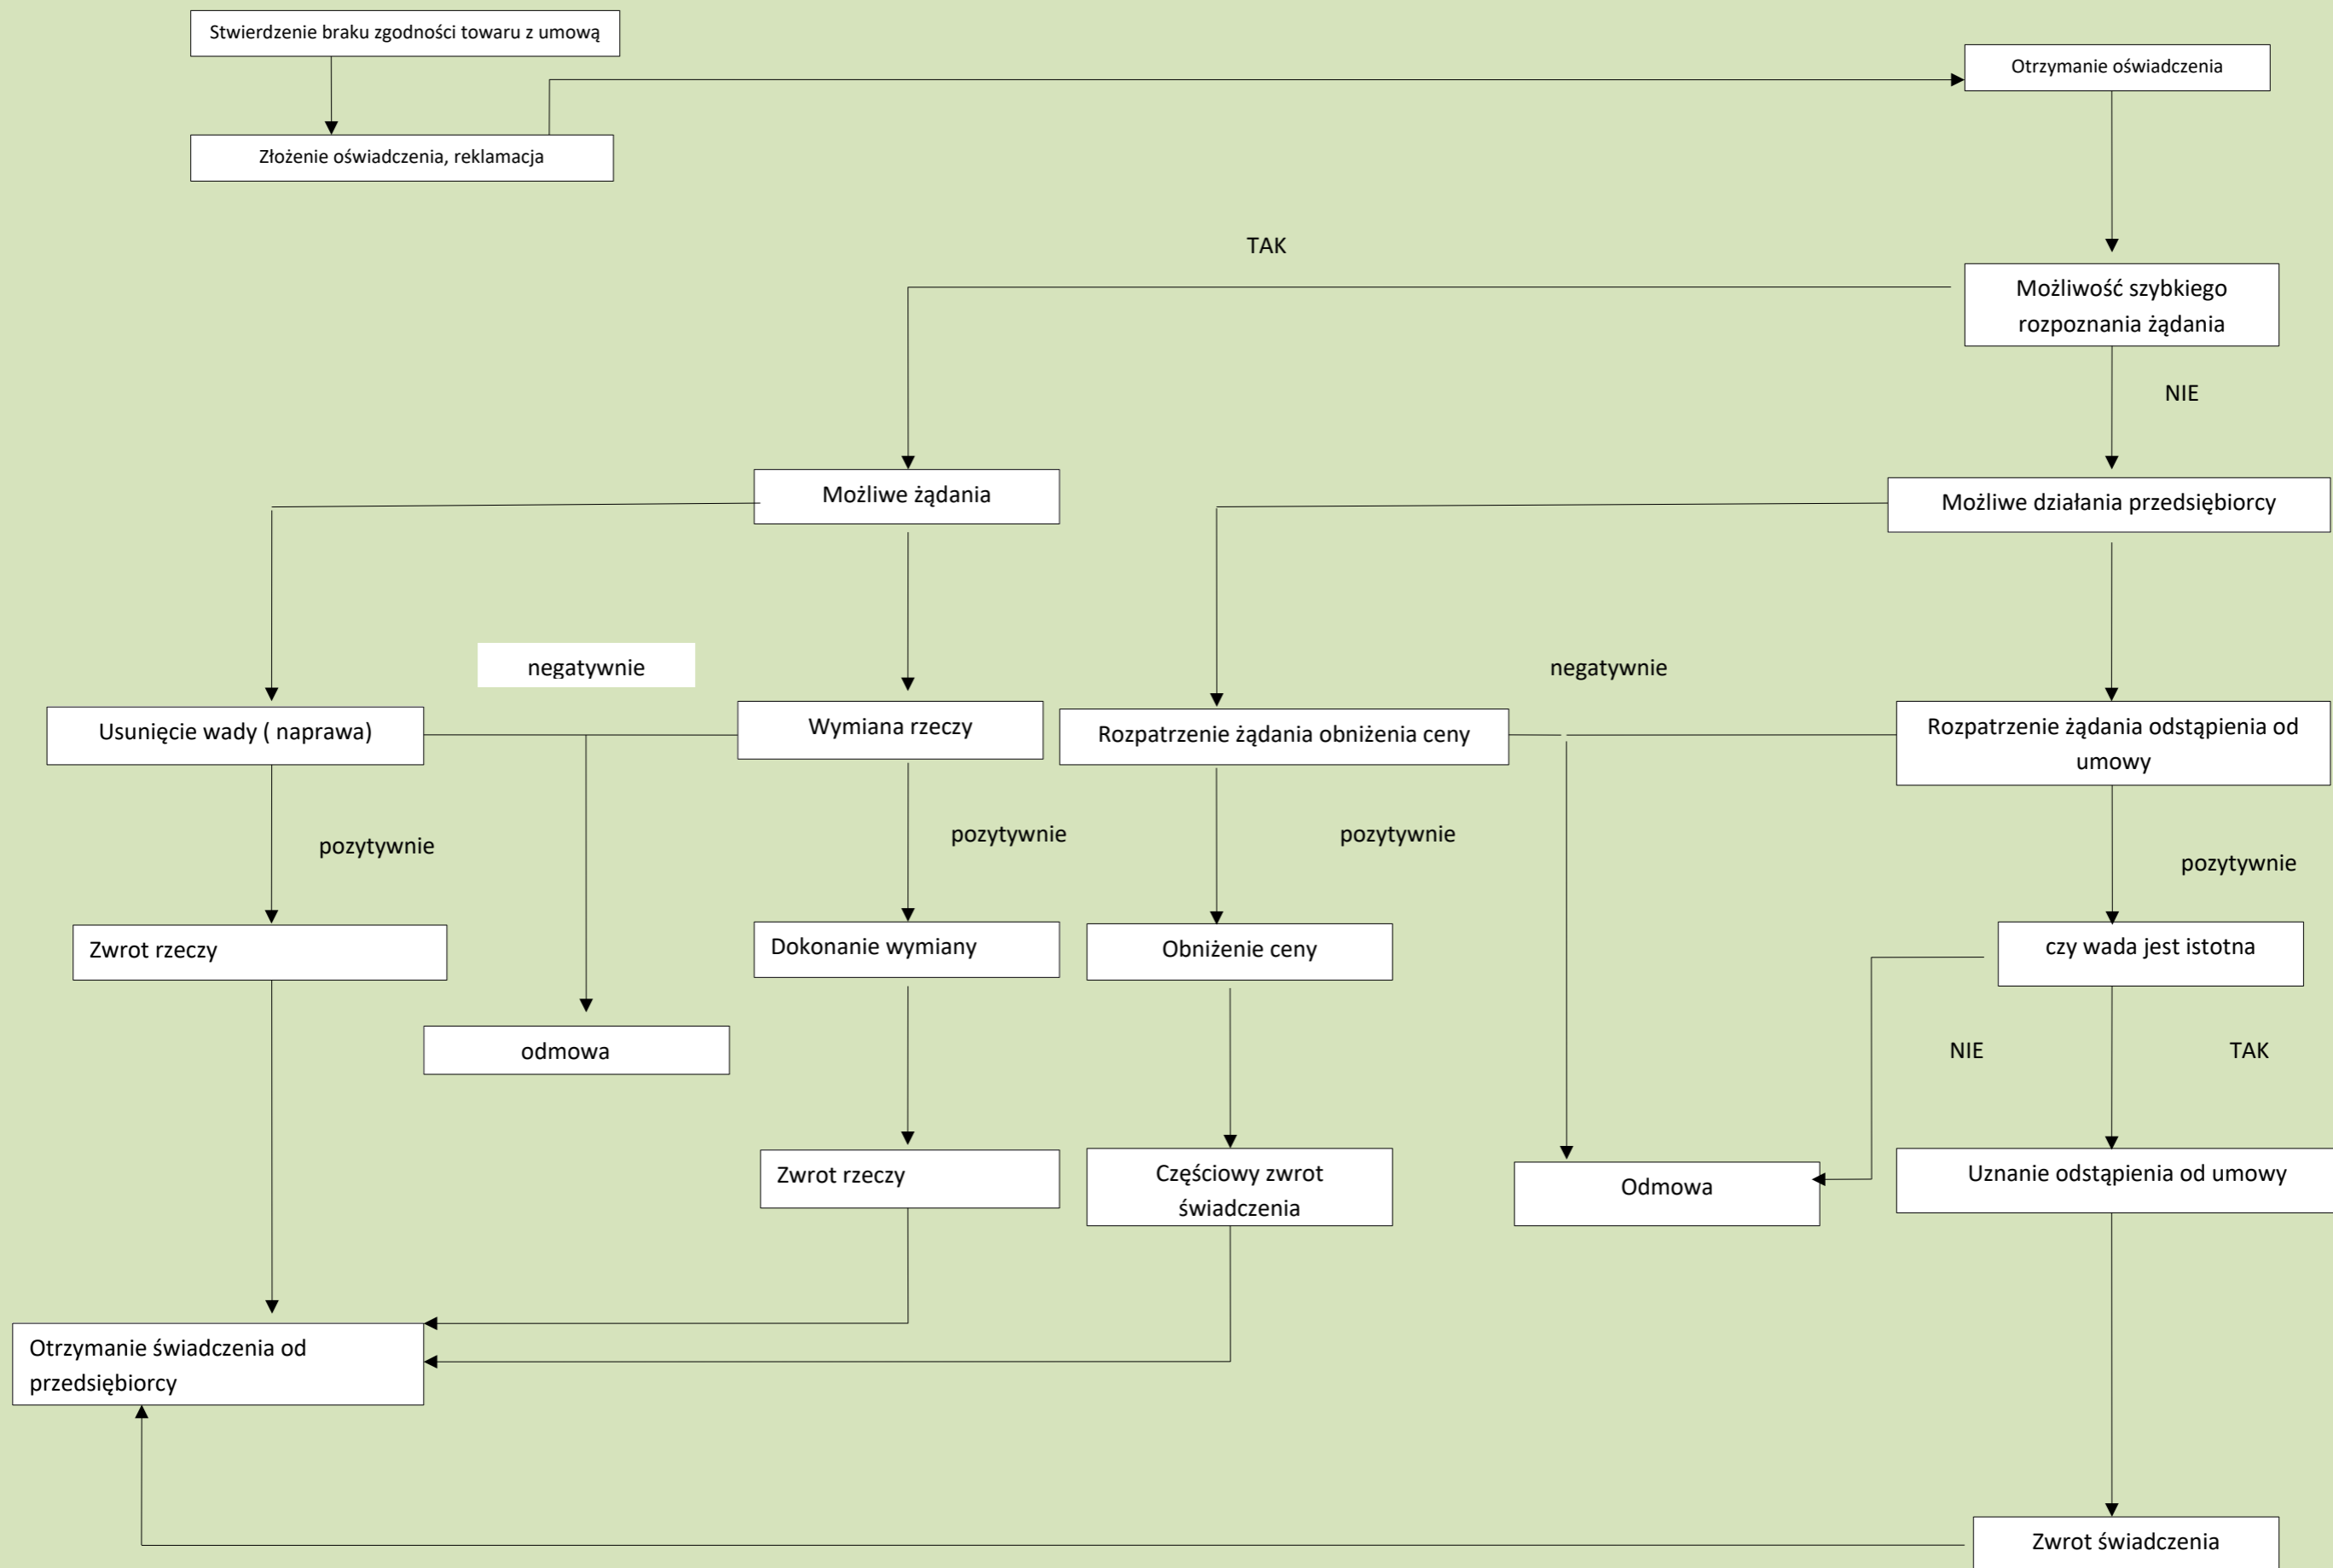 Stwierdzenie braku zgodności towaru z umową
Otrzymanie oświadczenia
Złożenie oświadczenia, reklamacja
TAK
Możliwość szybkiego
rozpoznania żądania
NIE
Możliwe żądania
Możliwe działania przedsiębiorcy
negatywnie
negatywnie
Usunięcie wady ( naprawa)
Wymiana rzeczy
Rozpatrzenie żądania obniżenia ceny
Rozpatrzenie żądania odstąpienia od
umowy
pozytywnie
pozytywnie
pozytywnie
pozytywnie
Zwrot rzeczy
Dokonanie wymiany
Obniżenie ceny
czy wada jest istotna
odmowa
NIE
TAK
Zwrot rzeczy
Częściowy zwrot
świadczenia
Odmowa
Uznanie odstąpienia od umowy
Otrzymanie świadczenia od
przedsiębiorcy
Zwrot świadczenia